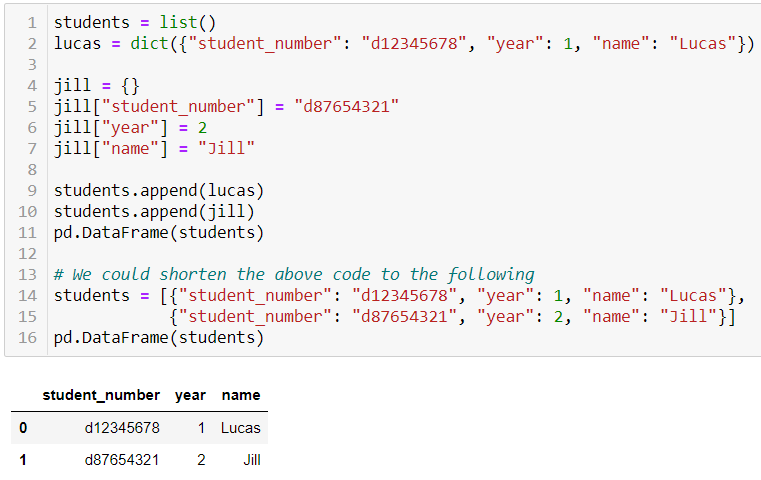 1 students = list()
2 lucas = dict({"student_number": "d12345678", "year": 1, "name": "Lucas"})
3
4 jill = {}
5 jill["student_number"] = "d87654321"
6 jill["year"] = 2
7 jill["name"] = "Jill"
8
9 students.append(lucas)
10 students.append(jill)
11 pd.DataFrame(students)
12
13 # We could shorten the above code to the following
14 students = [{"student_number": "d12345678", "year": 1, "name": "Lucas"},
15             {"student_number": "d87654321", "year": 2, "name": "Jill"}]
16 pd.DataFrame(students)
student_number year name
0 d12345678 1 Lucas
1 d87654321 2 Jill